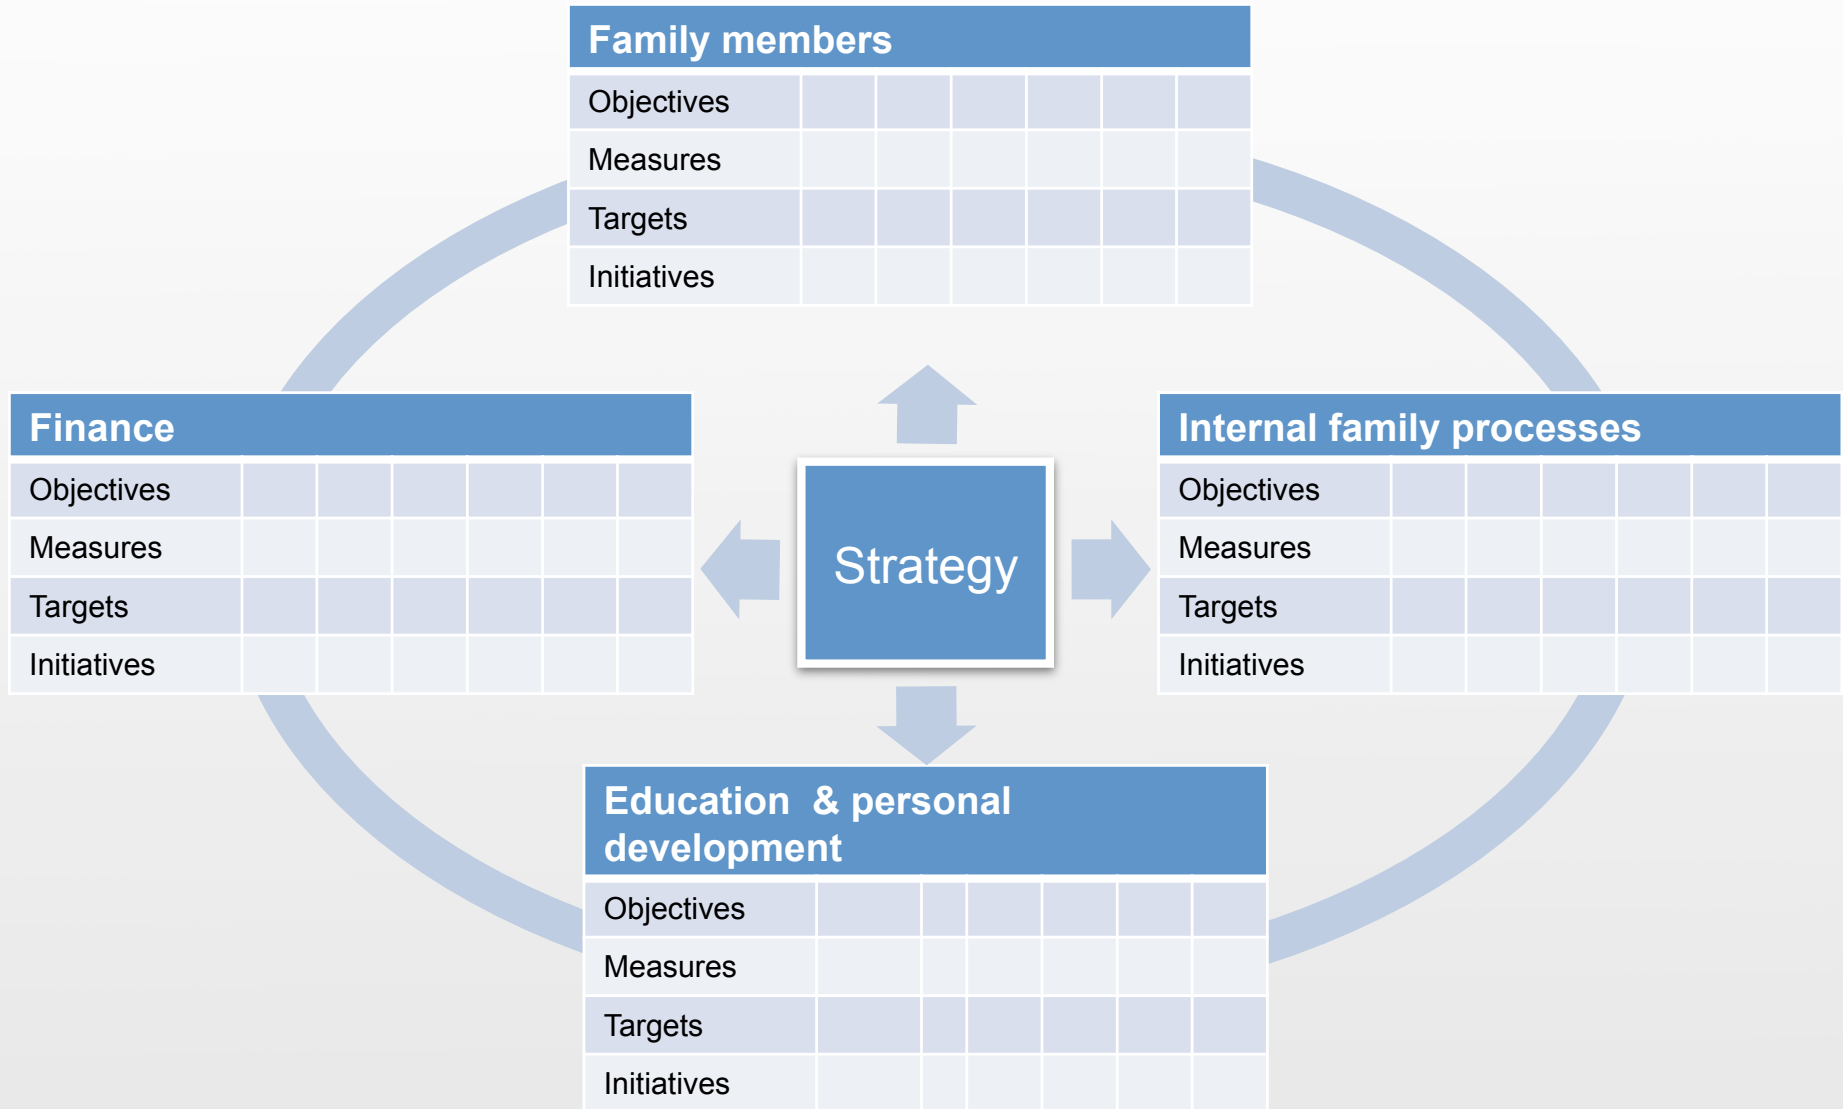 Family members
Objectives
Measures
Targets
Initiatives
Finance
Objectives
Measures
Targets
Initiatives
Strategy
Internal family processes
Objectives
Measures
Targets
Initiatives
Education  & personal
development
Objectives
Measures
Targets
Initiatives